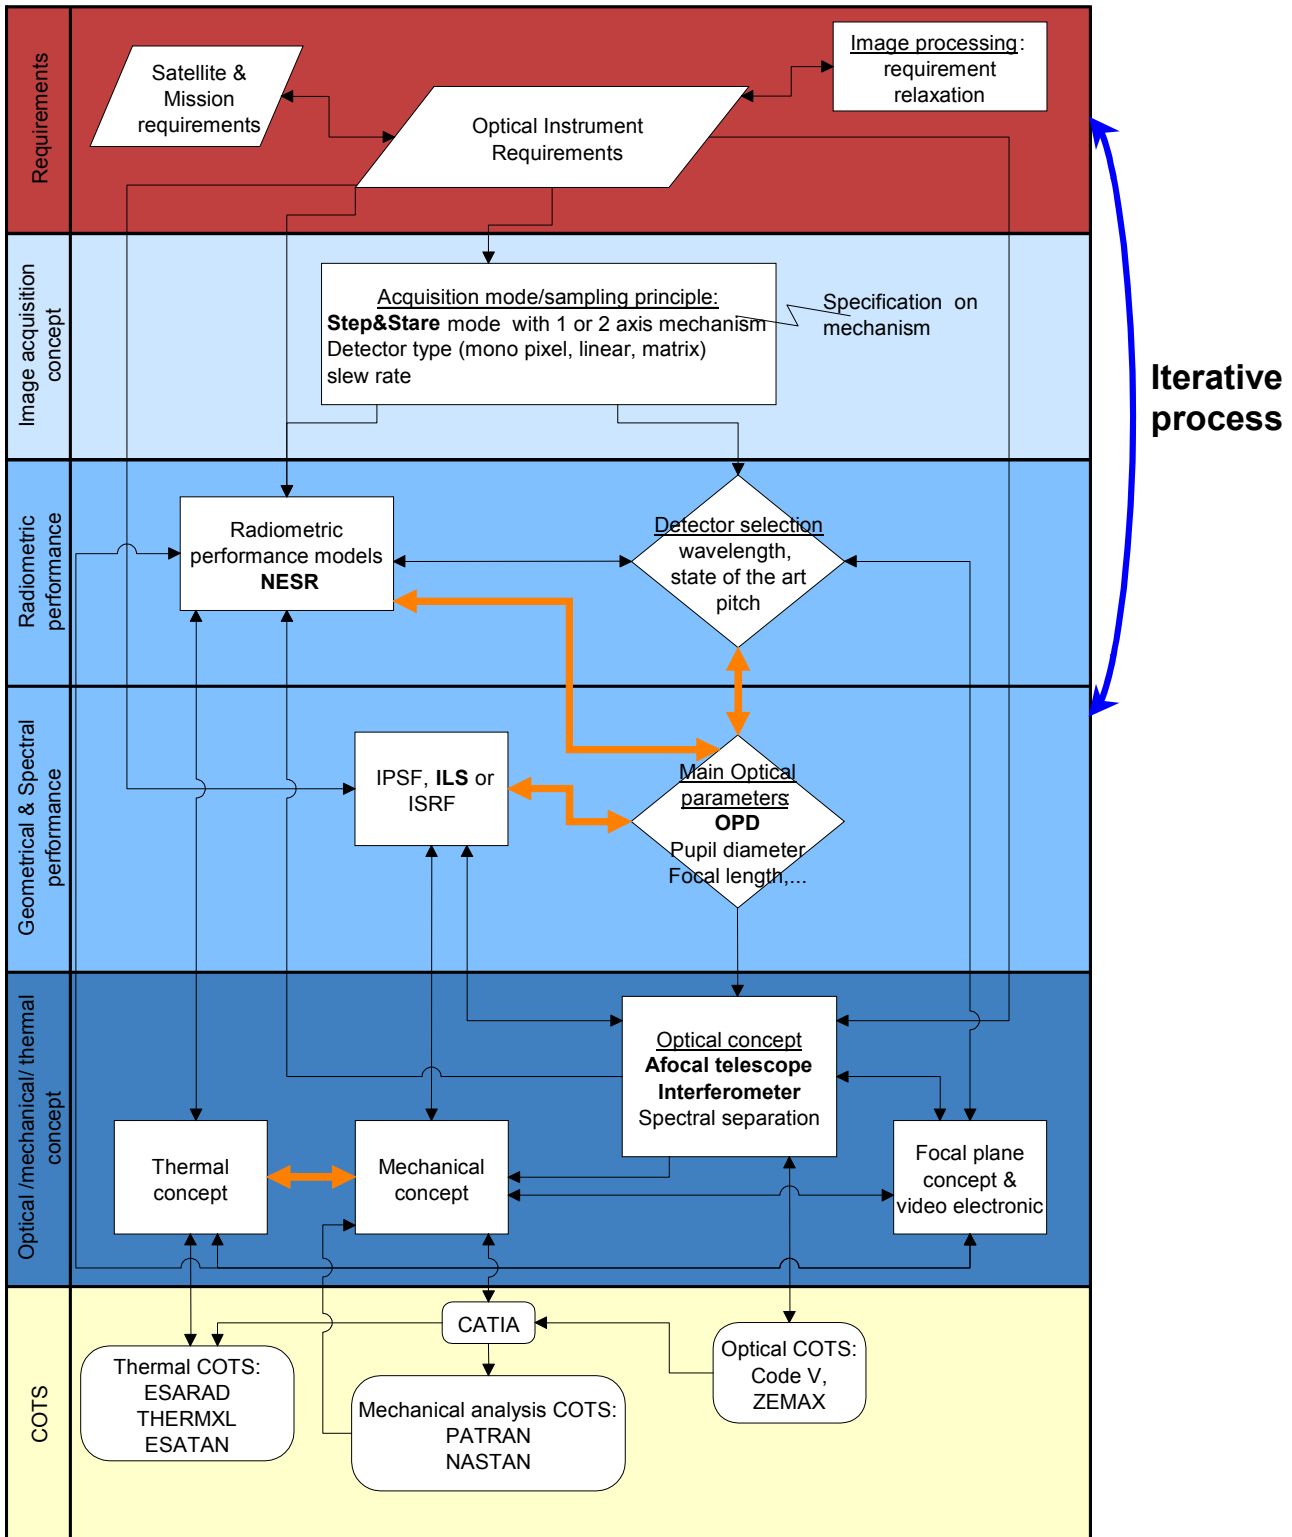 Requirements
Satellite &
Mission
requirements
Optical Instrument
Requirements
Image processing:
requirement
relaxation
Image acquisition
concept
Acquisition mode/sampling principle:
Step&Stare mode with 1 or 2 axis mechanism
Detector type (mono pixel, linear, matrix)
slew rate
Specification on
mechanism
Iterative
process
Radiometric
performance
Radiometric
performance models
NESR
Detector selection
wavelength,
state of the art
pitch
Geometrical & Spectral
performance
IPSF, ILS or
ISRF
Main Optical
parameters:
OPD
Pupil diameter
Focal length,...
Optical /mechanical/ thermal
concept
Optical concept
Afocal telescope
Interferometer
Spectral separation
Thermal
concept
Mechanical
concept
Focal plane
concept &
video electronic
COTS
CATIA
Thermal COTS:
ESARAD
THERMXL
ESATAN
Mechanical analysis COTS:
PATRAN
NASTAN
Optical COTS:
Code V,
ZEMAX